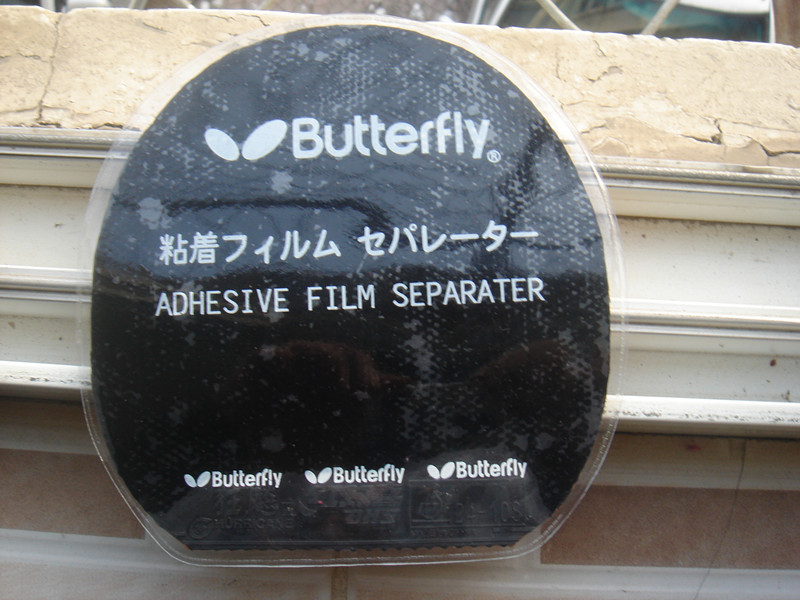 Butterfly®
粘着フィルム セパレーター
ADHESIVE FILM SEPARATER
Butterfly Butterfly Butterfly
HURRICANE